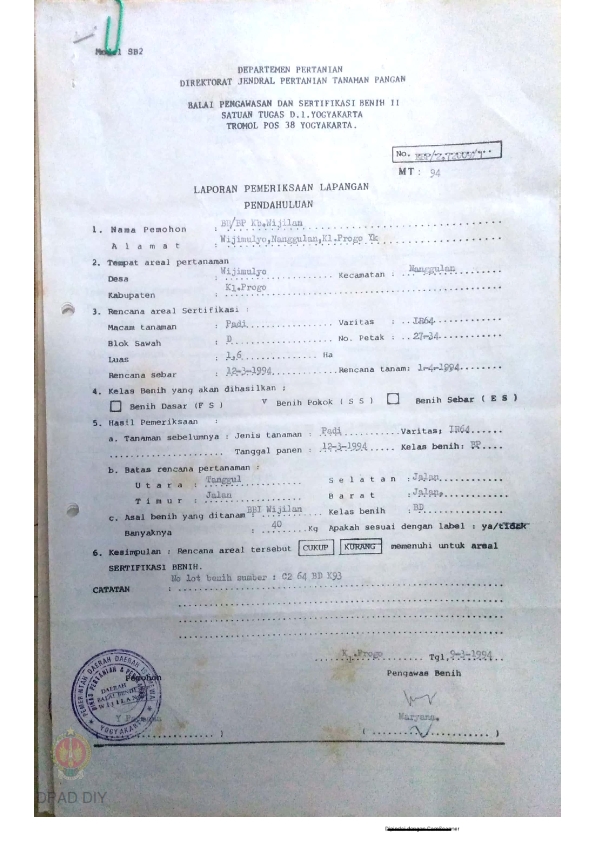 Model SB2
DEPARTEMEN PERTANIAN
DIREKTORAT JENDRAL PERTANIAN TANAMAN PANGAN
BALAI PENGAWASAN DAN SERTIFIKASI BENIH II
SATUAN TUGAS D.I.YOGYAKARTA
TROMOL POS 38 YOGYAKARTA.
No.
MT : 94
LAPORAN PEMERIKSAAN LAPANGAN
PENDAHULUAN
1. Nama Pemohon : BU/BP Kb.Wijilan
A l a m a t : Wijimulyo,Nanggulan,Kl.Progo Yk
2. Tempat areal pertanaman
Desa : Wijimulyo Kecamatan : Nanggulan
Kabupaten : Kl.Progo
3. Rencana areal Sertifikasi :
Macam tanaman : Padi Varitas : IR64
Blok Sawah : D No. Petak : 27-34
Luas : 1,6 Ha
Rencana sebar : 12-3-1994 Rencana tanam: 1-4-1994
4. Kelas Benih yang akan dihasilkan :
Benih Dasar (F S ) V Benih Pokok ( S S ) Benih Sebar ( E S )
5. Hasil Pemeriksaan :
a. Tanaman sebelumnya : Jenis tanaman : Padi Varitas: IR64
Tanggal panen : 12-3-1994 Kelas benih: BP
b. Batas rencana pertanaman :
U t a r a : Tanggul S e l a t a n : Jalan
T i m u r : Jalan B a r a t : Jalan.
c. Asal benih yang ditanam BBI Wijilan Kelas benih : BD
Banyaknya : 40 Kg Apakah sesuai dengan label : ya/tidak
6. Kesimpulan : Rencana areal tersebut CUKUP KURANG memenuhi untuk areal
SERTIFIKASI BENIH.
No lot benih sumber : C2 64 BD K93
CATATAN :
K .Progo Tgl.9-3-1994
Pemohon Pengawas Benih
DAERAH
BALAI BENIH
WIJILAN
YOGYAKARTA
Maryono.
( ) ( )
DPAD DIY